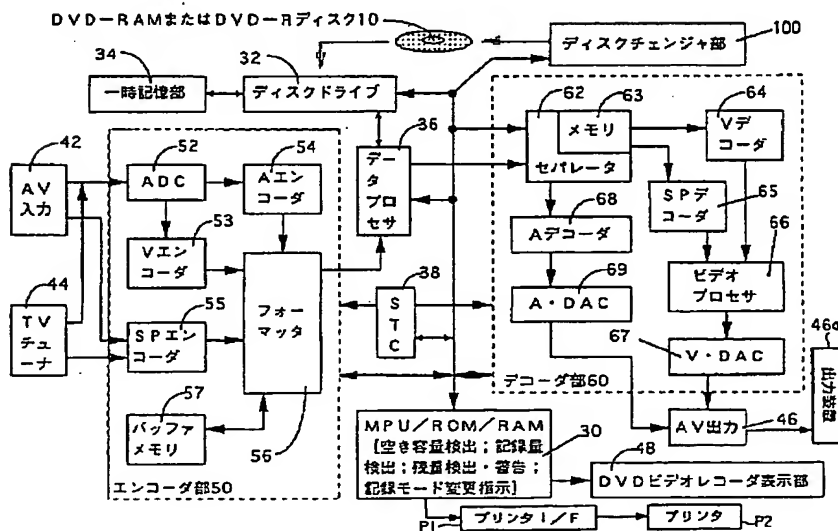 DVD－RAMまたはDVD－Rディスク10
100
ディスクチェンジャ部
34
一時記憶部
32
ディスクドライブ
36
データプロセサ
62
63
メモリ
セパレータ
64
Vデコーダ
42
AV入力
52
ADC
54
Aエンコーダ
53
Vエンコーダ
SPデコーダ
65
68
Aデコーダ
66
ビデオプロセサ
44
TVチューナ
55
SPエンコーダ
フォーマッタ
38
STC
69
A・DAC
67
V・DAC
46a
57
バッファメモリ
56
エンコーダ部50
デコーダ部60
MPU／ROM／RAM
[空き容量検出；記録量
検出；残量検出・警告；
記録モード変更指示]
30
AV出力
46
48
DVDビデオレコーダ表示部
P1
プリンタI／F
プリンタ
P2